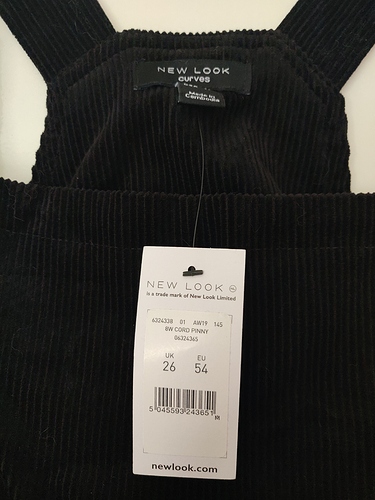 NEW LOOK
curves
Made in
Cambodia
NEW LOOK
is a trade mark of New Look Limited
6324338 01 AW19 145
BW CORD PINNY
06324365
UK EU
26 54
5 045593 243651
newlook.com